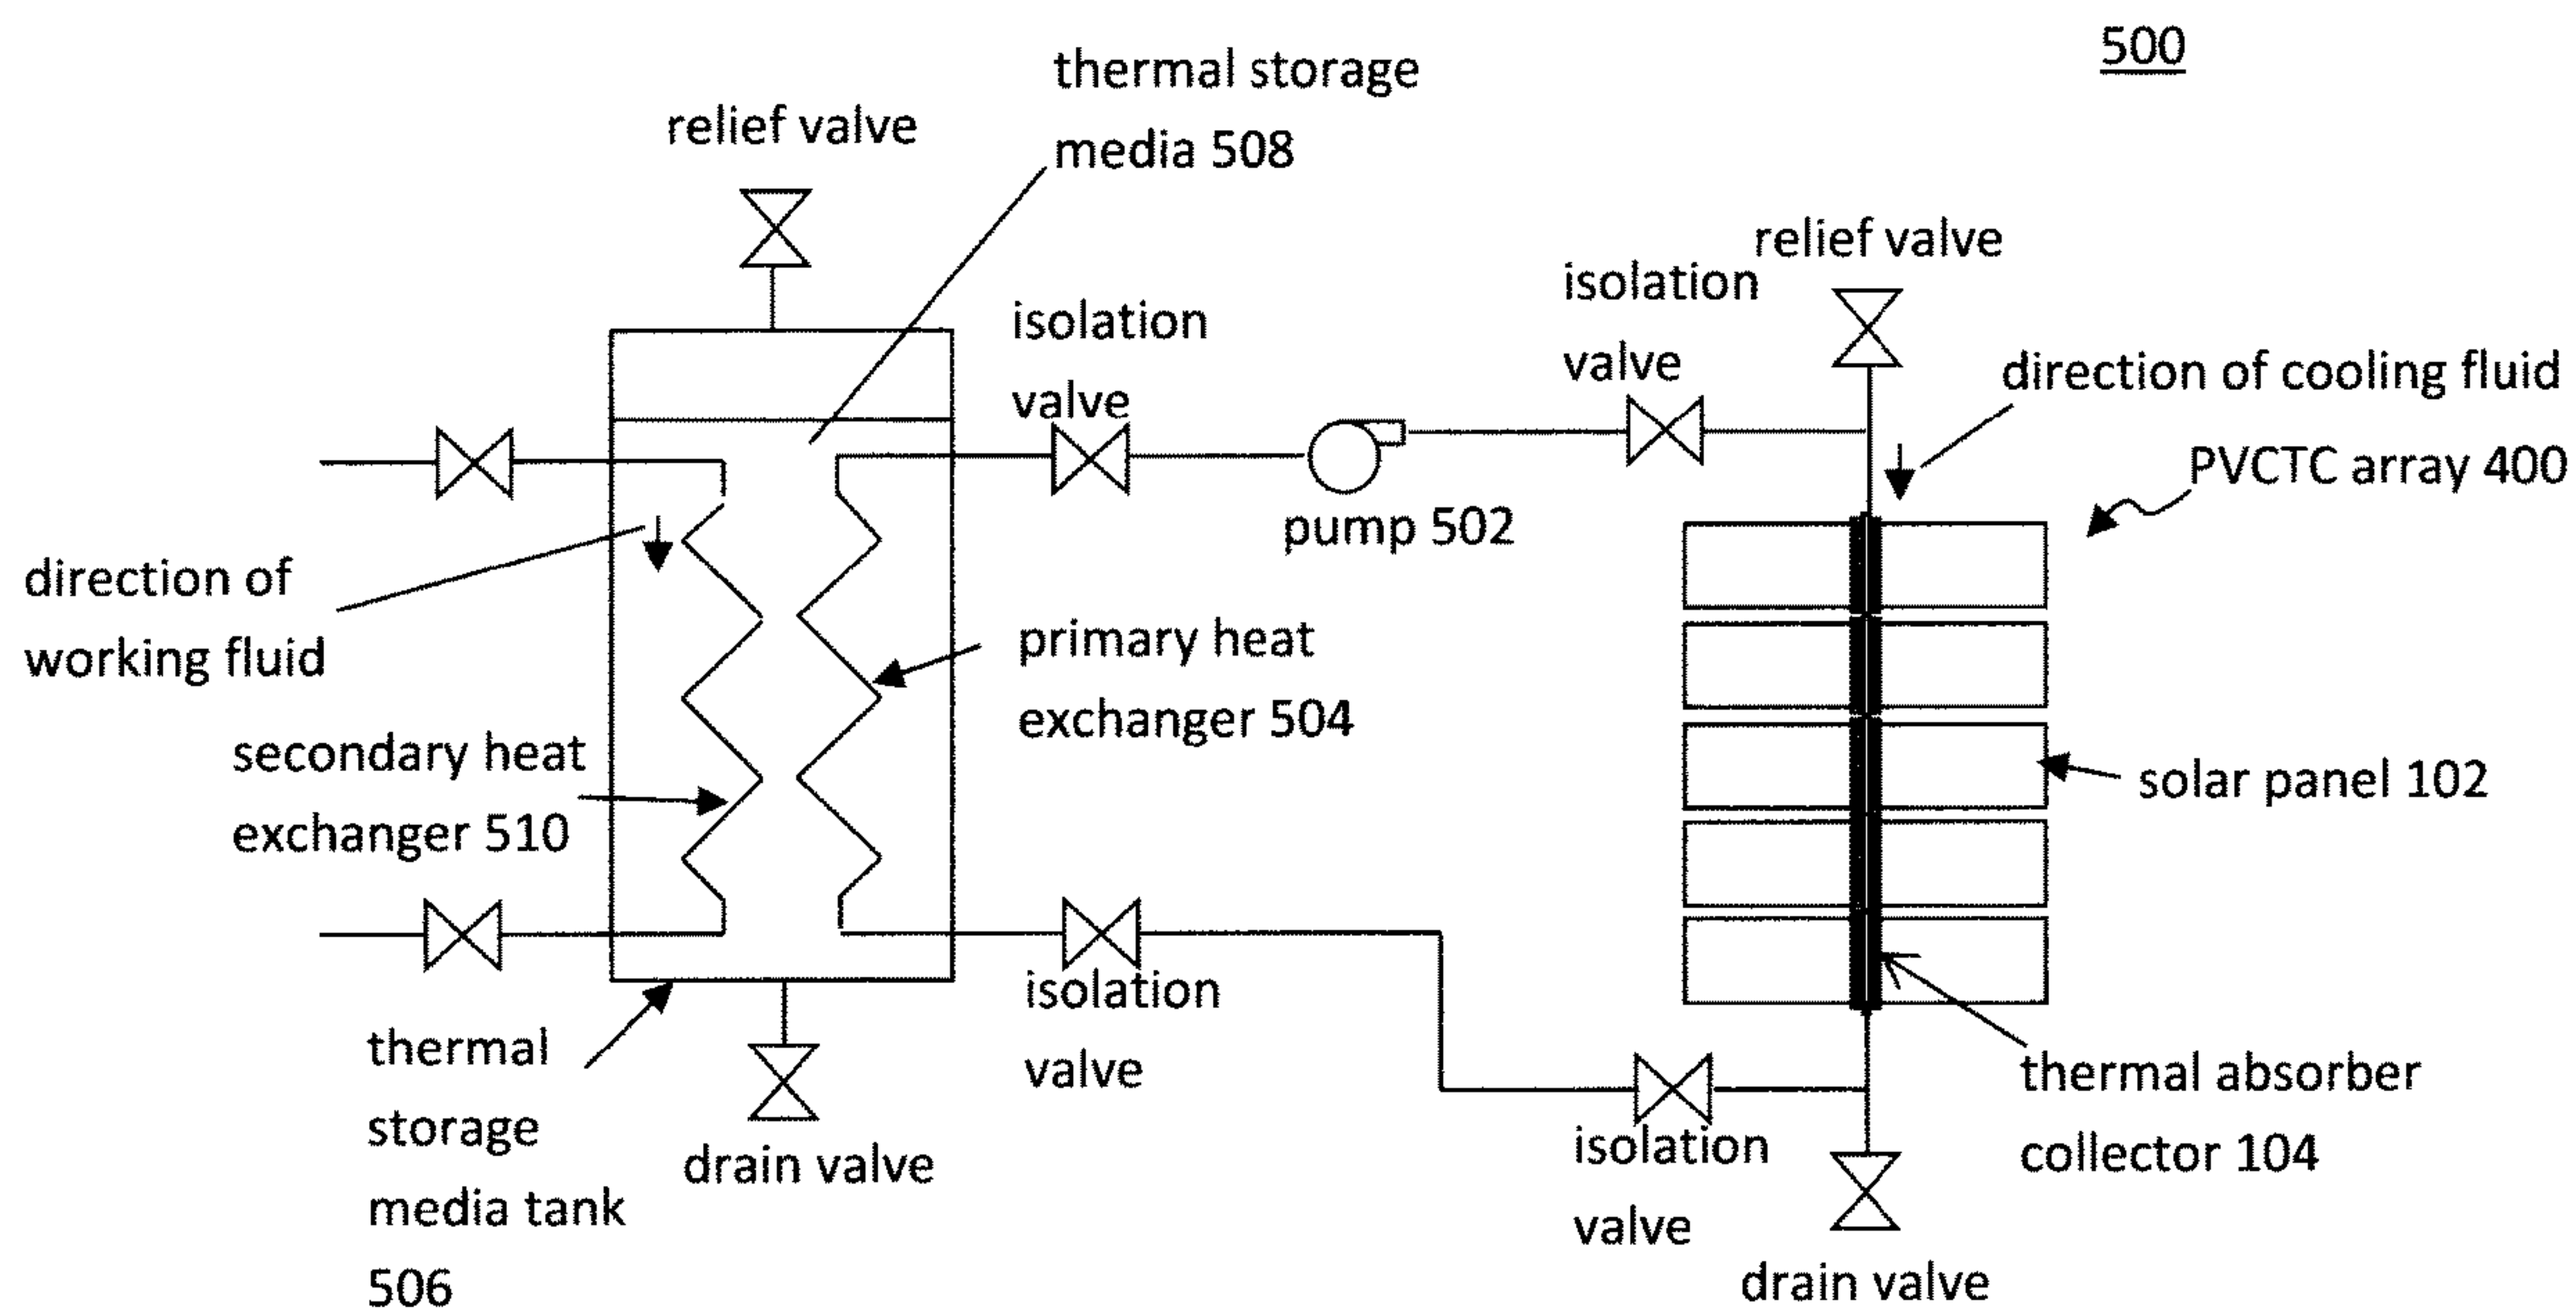 500
thermal storage
media 508
relief valve
relief valve
isolation
valve
isolation
valve
direction of cooling fluid
PVCTC array 400
pump 502
direction of
working fluid
primary heat
exchanger 504
secondary heat
exchanger 510
solar panel 102
isolation
valve
thermal
storage
media tank
506
drain valve
thermal absorber
collector 104
isolation
valve
drain valve